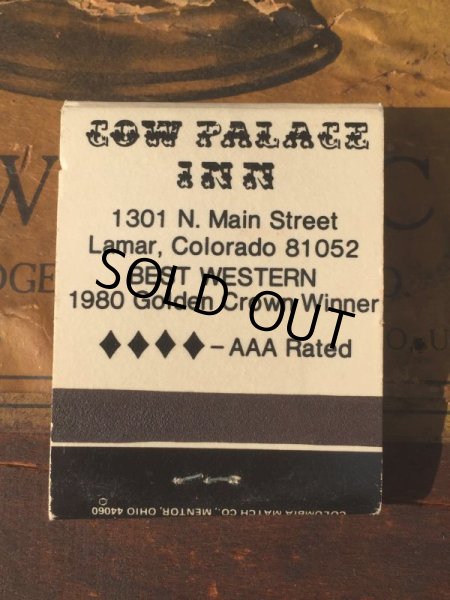 W C
DGE
O., U
COW PALACE
INN
1301 N. Main Street
Lamar, Colorado 81052
BEST WESTERN
1980 Golden Crown Winner
♦♦♦♦ – AAA Rated
SOLD OUT
© COLUMBIA MATCH CO., MENTOR, OHIO 44060